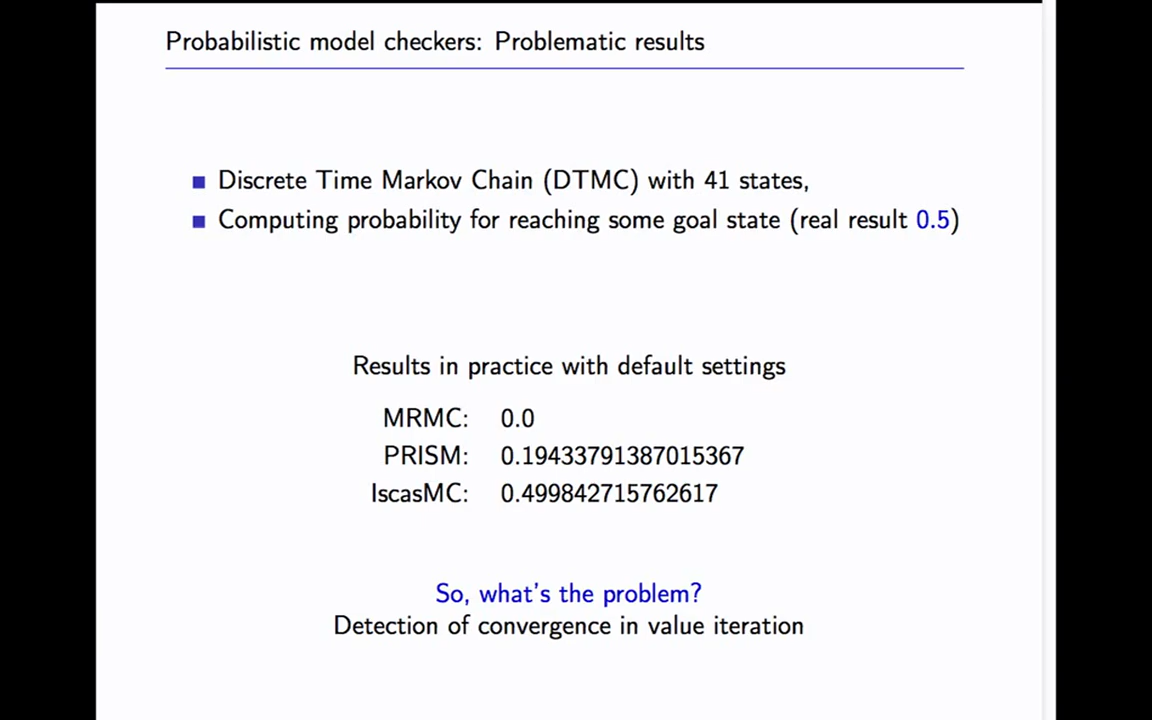 Probabilistic model checkers: Problematic results
Discrete Time Markov Chain (DTMC) with 41 states,
Computing probability for reaching some goal state (real result 0.5)
Results in practice with default settings
MRMC: 0.0
PRISM: 0.19433791387015367
IscasMC: 0.499842715762617
So, what's the problem?
Detection of convergence in value iteration